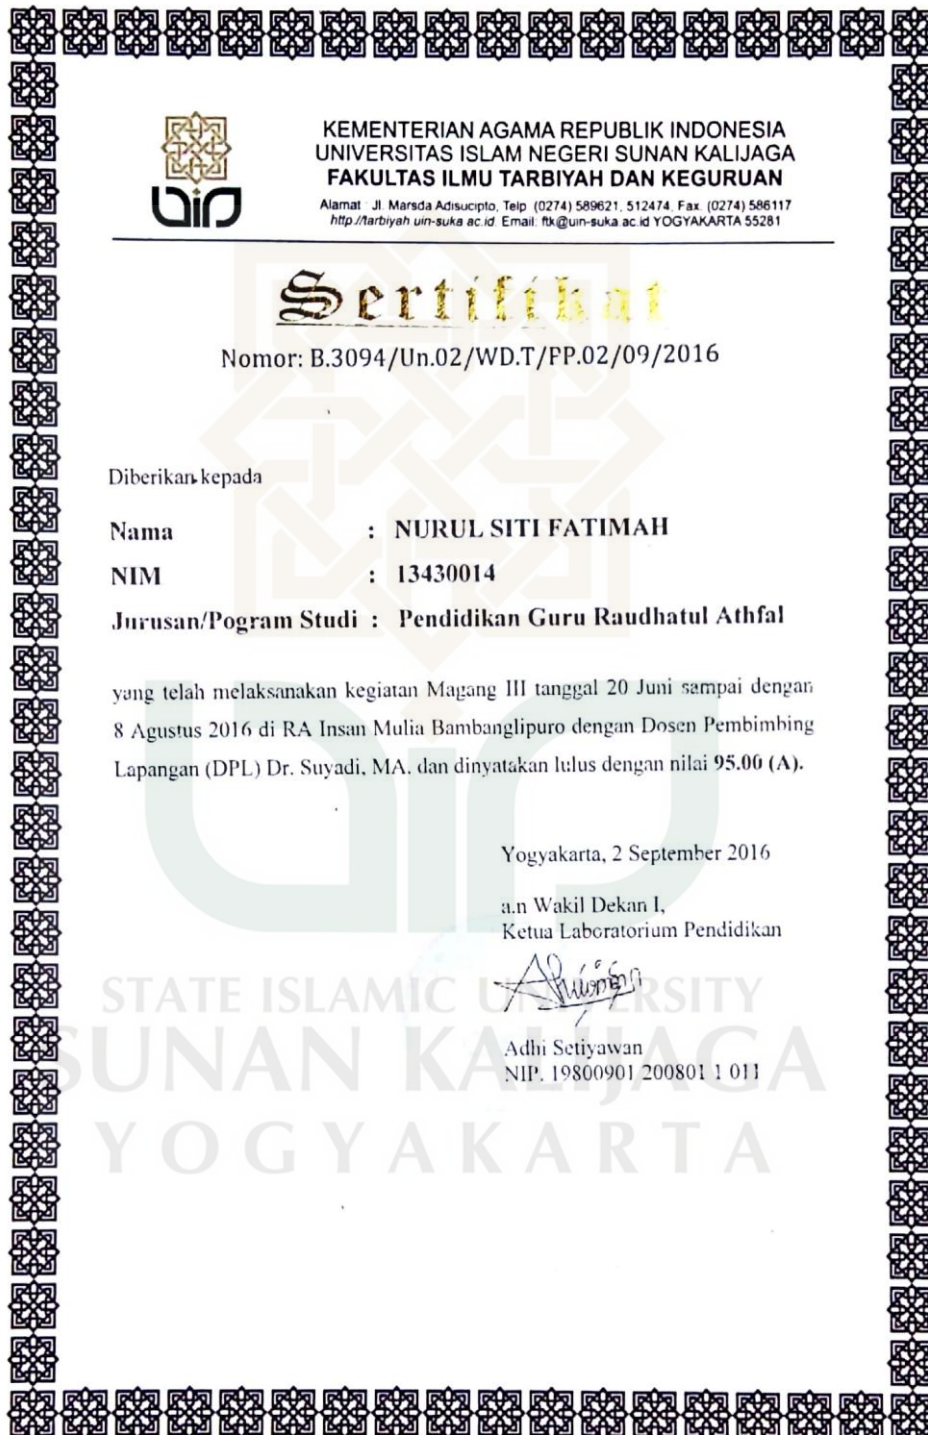 KEMENTERIAN AGAMA REPUBLIK INDONESIA
UNIVERSITAS ISLAM NEGERI SUNAN KALIJAGA
FAKULTAS ILMU TARBIYAH DAN KEGURUAN
Alamat : Jl. Marsda Adisucipto, Telp. (0274) 589621, 512474, Fax. (0274) 586117
http://tarbiyah.uin-suka.ac.id. Email: ftk@uin-suka.ac.id YOGYAKARTA 55281
uin
Sertifikat
Nomor: B.3094/Un.02/WD.T/PP.02/09/2016
Diberikan kepada
Nama : NURUL SITI FATIMAH
NIM : 13430014
Jurusan/Pogram Studi : Pendidikan Guru Raudhatul Athfal
yang telah melaksanakan kegiatan Magang III tanggal 20 Juni sampai dengan
8 Agustus 2016 di RA Insan Mulia Bambanglipuro dengan Dosen Pembimbing
Lapangan (DPL) Dr. Suyadi, MA. dan dinyatakan lulus dengan nilai 95.00 (A).
Yogyakarta, 2 September 2016
a.n Wakil Dekan I,
Ketua Laboratorium Pendidikan
Adhi Setiyawan
NIP. 19800901 200801 1 011
STATE ISLAMIC UNIVERSITY
SUNAN KALIJAGA
YOGYAKARTA